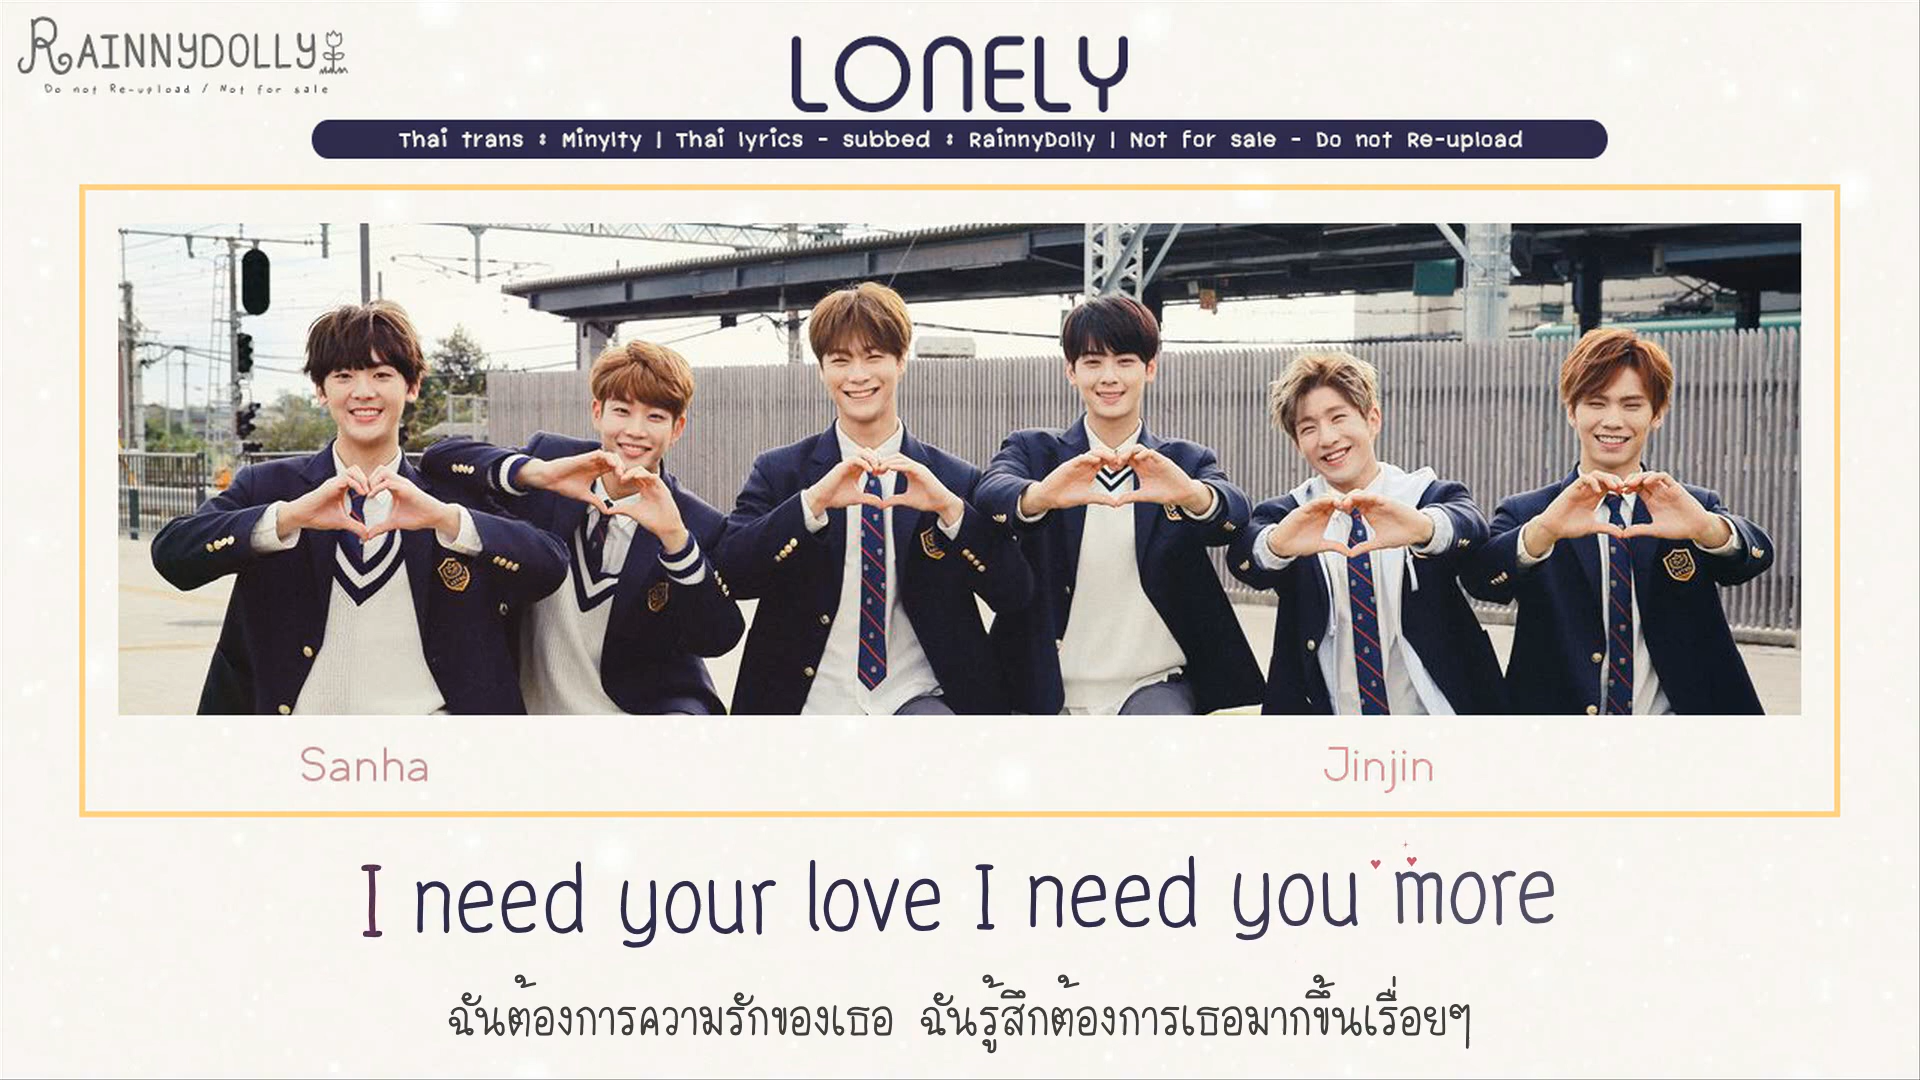 RAINNYDOLLY
Do not Re-upload / Not for sale
LONELY
Thai trans : Minylty | Thai lyrics - subbed : RainnyDolly | Not for sale - Do not Re-upload
Sanha
Jinjin
I need your love I need you more
ฉันต้องการความรักของเธอ ฉันรู้สึกต้องการเธอมากขึ้นเรื่อยๆ